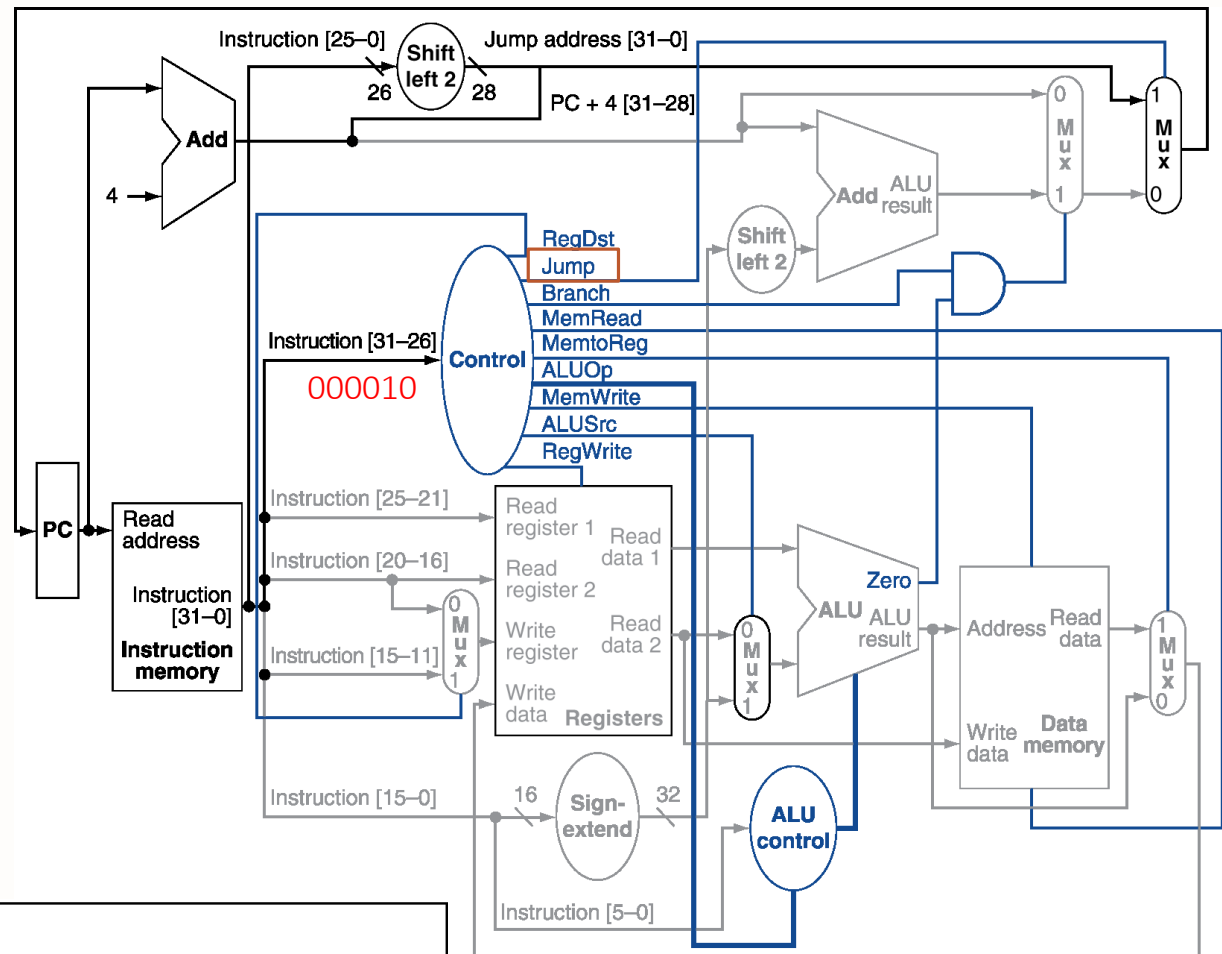 Instruction [25–0]
Shift
left 2
Jump address [31–0]
26
28
PC + 4 [31–28]
Add
4
0
M
u
x
1
1
M
u
x
0
Add
ALU
result
Shift
left 2
RegDst
Jump
Branch
MemRead
MemtoReg
ALUOp
MemWrite
ALUSrc
RegWrite
Control
Instruction [31–26]
000010
PC
Read
address
Instruction
[31–0]
Instruction
memory
Instruction [25–21]
Instruction [20–16]
Instruction [15–11]
0
M
u
x
1
Read
register 1
Read
register 2
Write
register
Write
data
Read
data 1
Read
data 2
Registers
0
M
u
x
1
Zero
ALU
ALU
result
Address
Read
data
Write
data
Data
memory
1
M
u
x
0
Instruction [15–0]
16
Sign-
extend
32
ALU
control
Instruction [5–0]